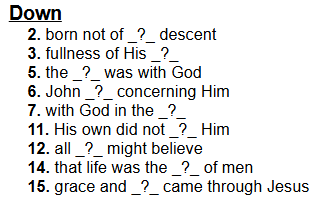 Down
2. born not of _?_ descent
3. fullness of His _?_
5. the _?_ was with God
6. John _?_ concerning Him
7. with God in the _?_
11. His own did not _?_ Him
12. all _?_ might believe
14. that life was the _?_ of men
15. grace and _?_ came through Jesus